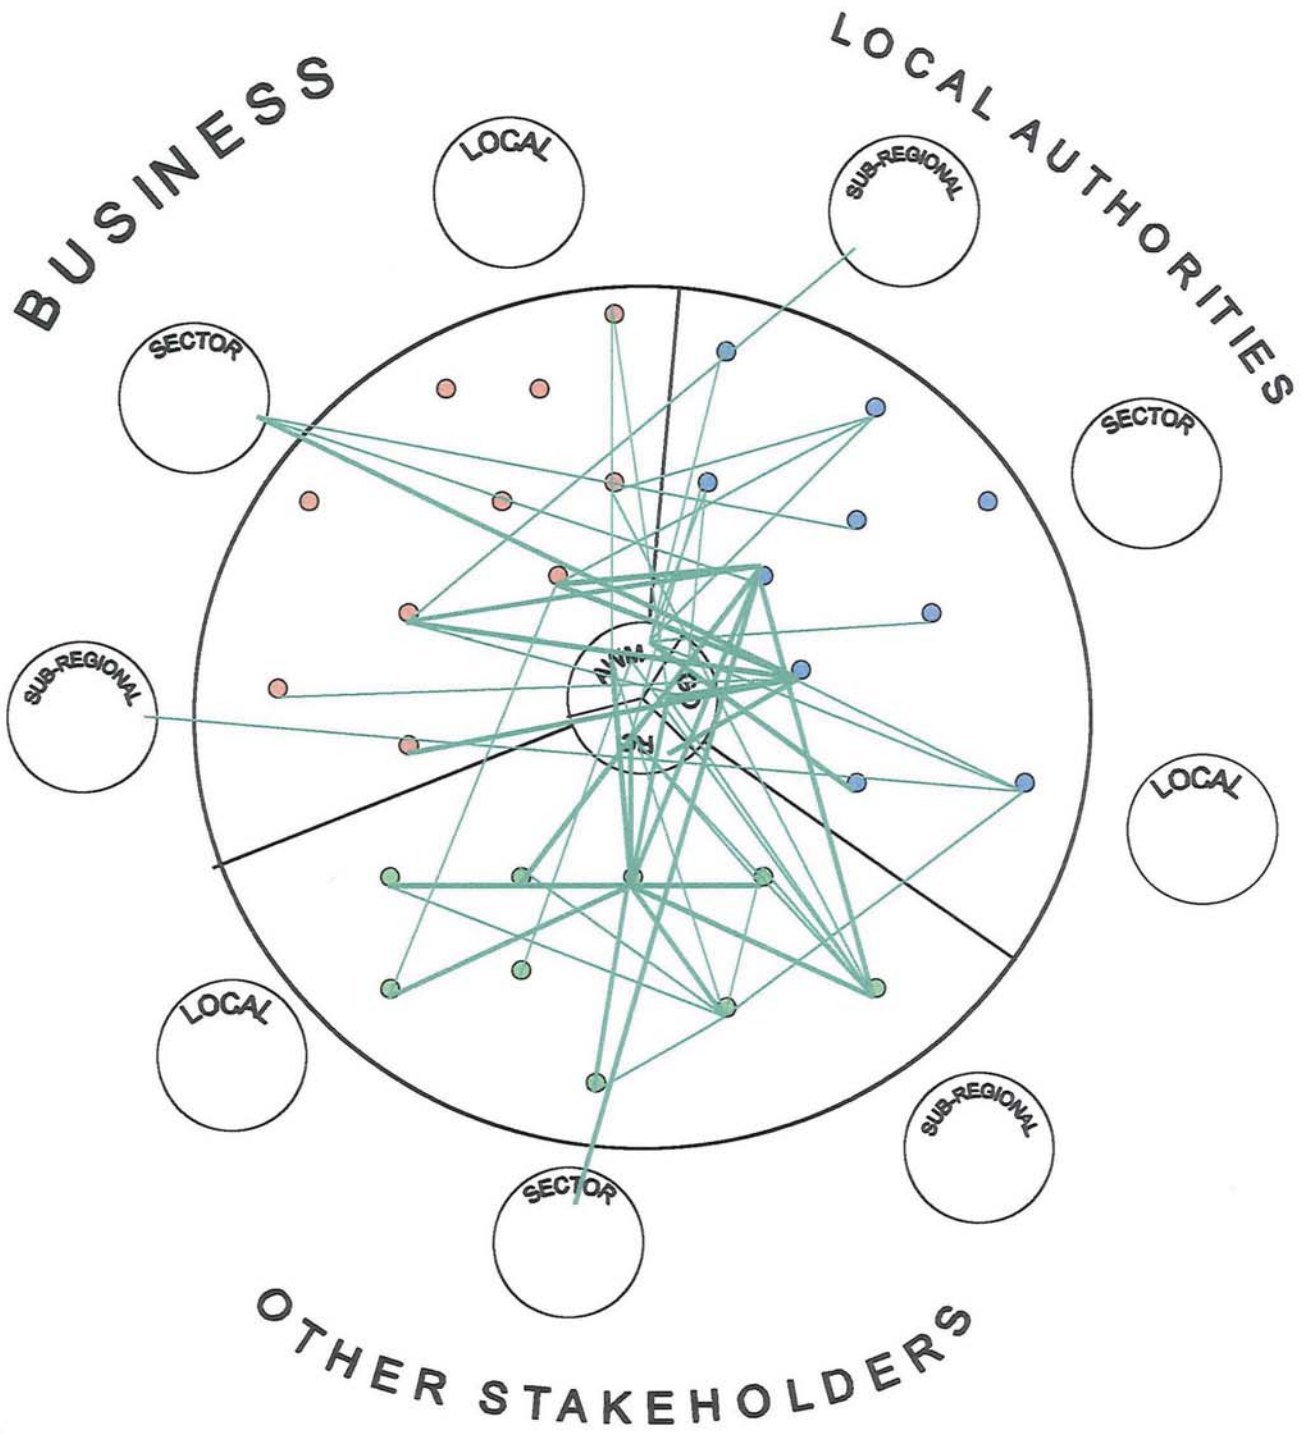 BUSINESS
LOCAL AUTHORITIES
LOCAL
SUB-REGIONAL
SECTOR
SECTOR
SUB-REGIONAL
LOCAL
LOCAL
SUB-REGIONAL
SECTOR
OTHER STAKEHOLDERS